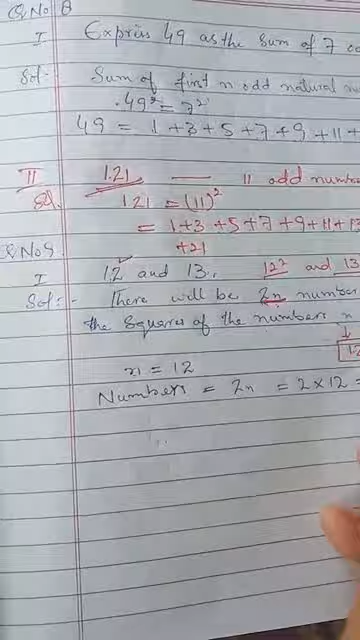 Q No 8
I Express 49 as the sum of 7
Sol:- Sum of first n odd natural
49² = 7²
49 = 1 + 3 + 5 + 7 + 9 + 11 +
II 121 — 11 odd number
Sol. 121 = (11)²
= 1 + 3 + 5 + 7 + 9 + 11 + 13
+21
Q No 9.
I 12 and 13. 12² and 13
Sol:- There will be 2n number
the squares of the numbers n
↓
12
n = 12
Numbers = 2n = 2 × 12 =